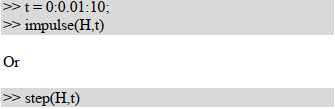 >> t = 0:0.01:10;
>> impulse(H,t)
Or
>> step(H,t)